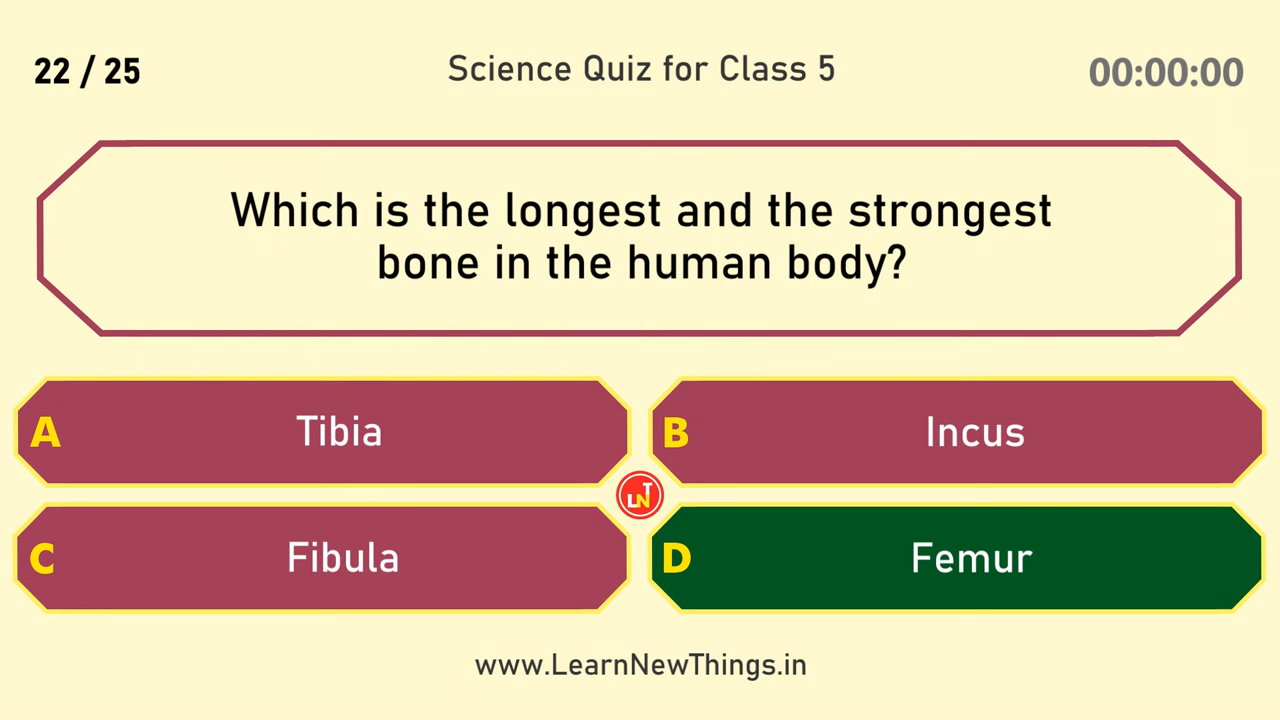 22 / 25
Science Quiz for Class 5
00:00:00
Which is the longest and the strongest
bone in the human body?
A Tibia
B Incus
LNT
C Fibula
D Femur
www.LearnNewThings.in